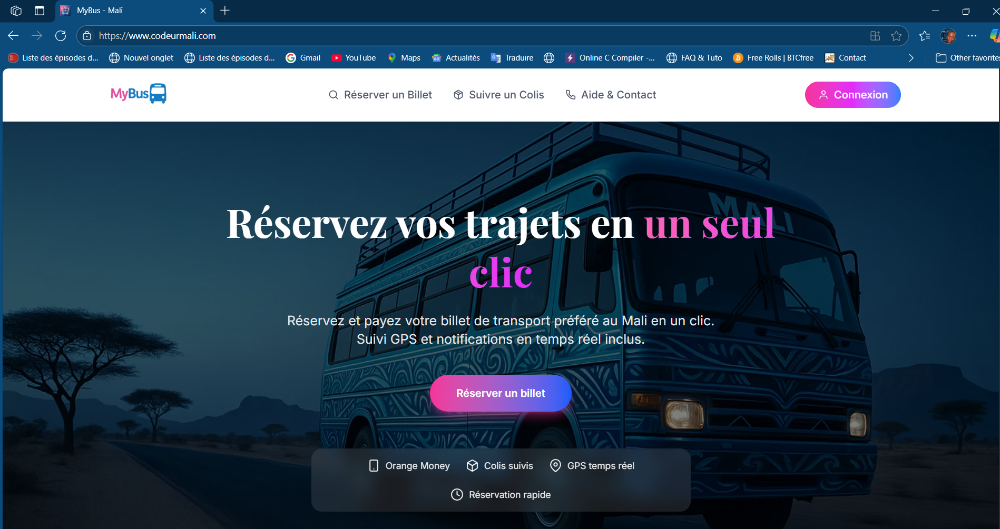 MyBus - Mali
https://www.codeurmali.com
Liste des épisodes d... Nouvel onglet Liste des épisodes d... Gmail YouTube Maps Actualités Traduire Online C Compiler -... FAQ & Tuto Free Rolls | BTCfree Contact Other favorites
MyBus Réserver un Billet Suivre un Colis Aide & Contact Connexion
MALI
Réservez vos trajets en un seul
clic
Réservez et payez votre billet de transport préféré au Mali en un clic.
Suivi GPS et notifications en temps réel inclus.
Réserver un billet
Orange Money Colis suivis GPS temps réel
Réservation rapide